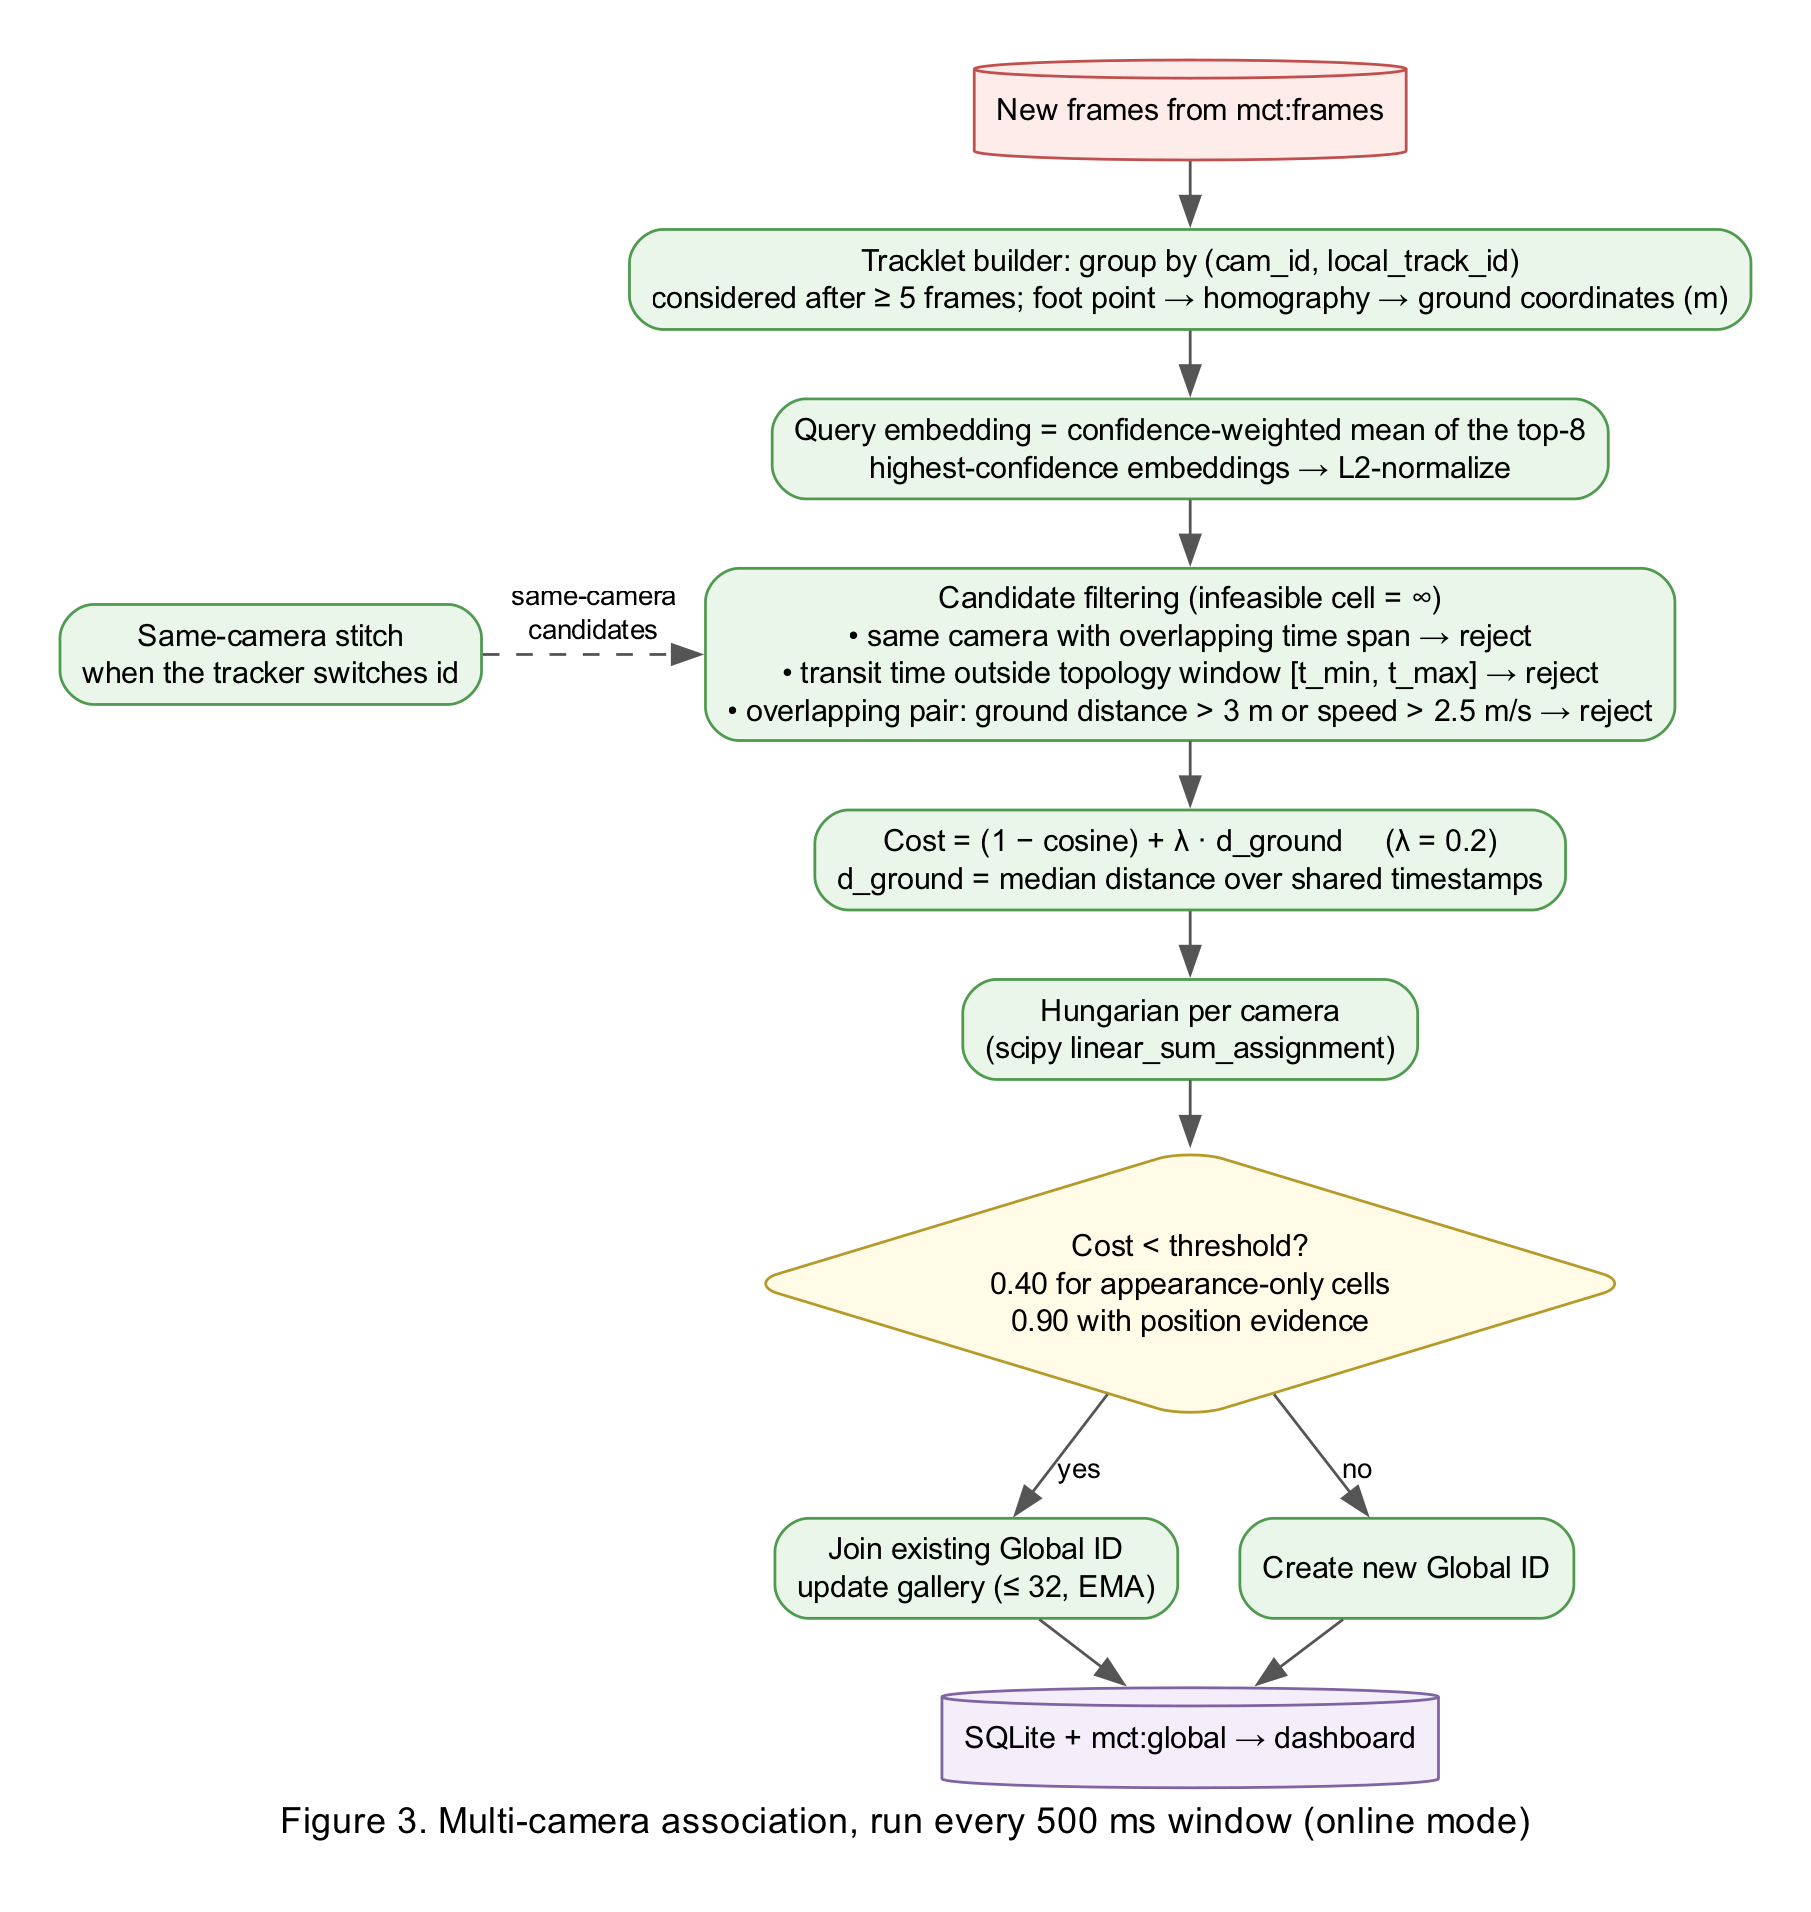 New frames from mct:frames
Tracklet builder: group by (cam_id, local_track_id)
considered after ≥ 5 frames; foot point → homography → ground coordinates (m)
Query embedding = confidence-weighted mean of the top-8
highest-confidence embeddings → L2-normalize
Same-camera stitch
when the tracker switches id
same-camera
candidates
Candidate filtering (infeasible cell = ∞)
• same camera with overlapping time span → reject
• transit time outside topology window [t_min, t_max] → reject
• overlapping pair: ground distance > 3 m or speed > 2.5 m/s → reject
Cost = (1 − cosine) + λ · d_ground (λ = 0.2)
d_ground = median distance over shared timestamps
Hungarian per camera
(scipy linear_sum_assignment)
Cost < threshold?
0.40 for appearance-only cells
0.90 with position evidence
yes
no
Join existing Global ID
update gallery (≤ 32, EMA)
Create new Global ID
SQLite + mct:global → dashboard
Figure 3. Multi-camera association, run every 500 ms window (online mode)